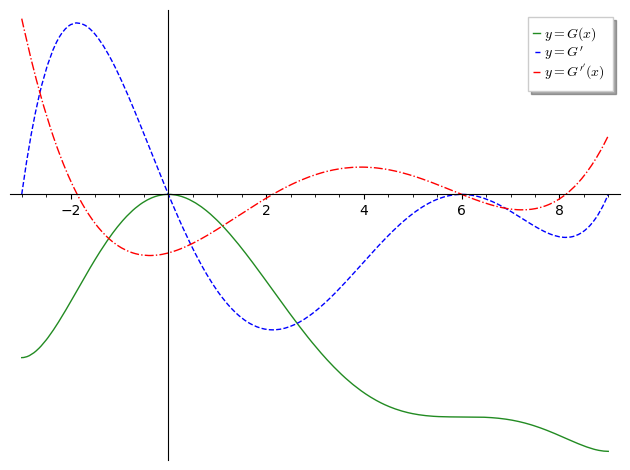 y = G(x)
y = G′
y = G′′(x)
−2 2 4 6 8